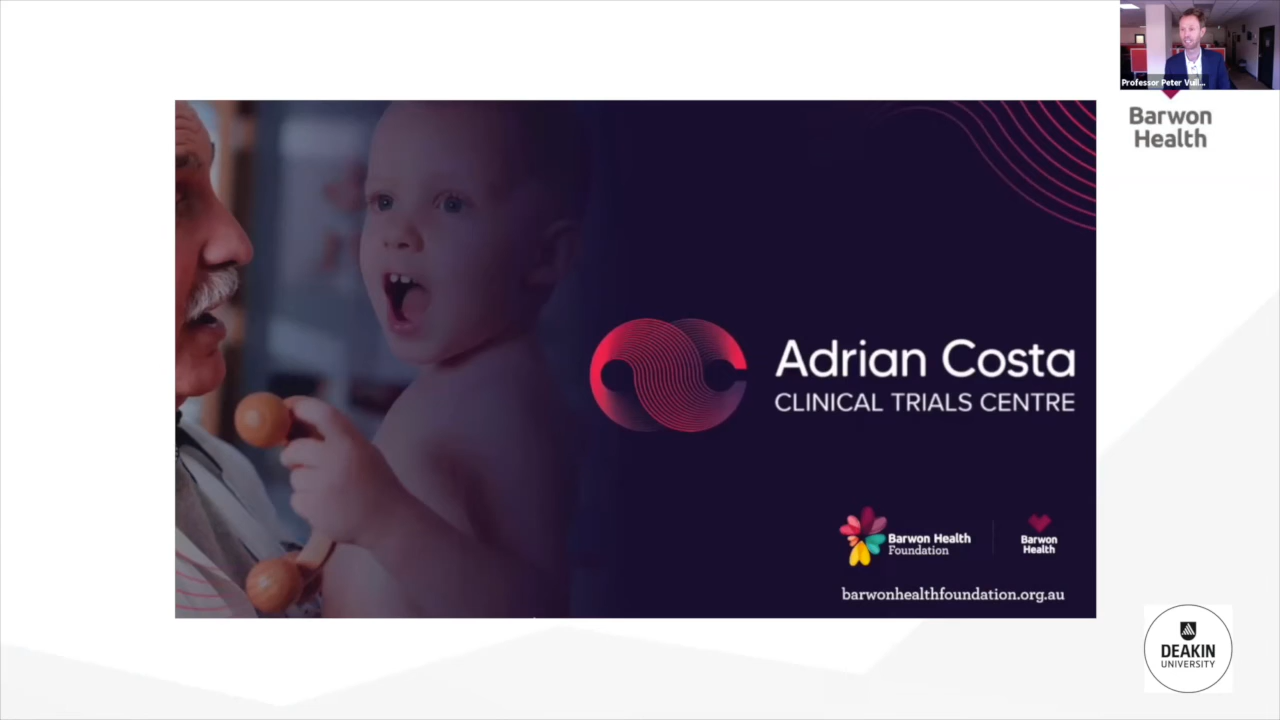 Professor Peter Vuil...
Barwon
Health
Adrian Costa
CLINICAL TRIALS CENTRE
Barwon Health
Foundation
Barwon
Health
barwonhealthfoundation.org.au
DEAKIN
UNIVERSITY